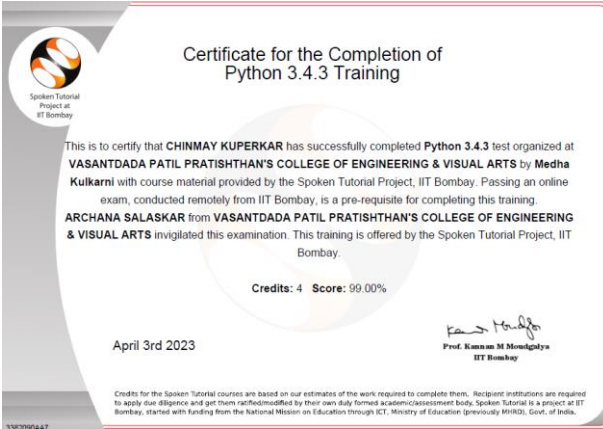 Spoken Tutorial
Project at
IIT Bombay
Certificate for the Completion of
Python 3.4.3 Training
This is to certify that CHINMAY KUPERKAR has successfully completed Python 3.4.3 test organized at
VASANTDADA PATIL PRATISHTHAN'S COLLEGE OF ENGINEERING & VISUAL ARTS by Medha
Kulkarni with course material provided by the Spoken Tutorial Project, IIT Bombay. Passing an online
exam, conducted remotely from IIT Bombay, is a pre-requisite for completing this training.
ARCHANA SALASKAR from VASANTDADA PATIL PRATISHTHAN'S COLLEGE OF ENGINEERING
& VISUAL ARTS invigilated this examination. This training is offered by the Spoken Tutorial Project, IIT
Bombay.
Credits: 4 Score: 99.00%
April 3rd 2023
Prof. Kannan M Moudgalya
IIT Bombay
Credits for the Spoken Tutorial courses are based on our estimates of the work required to complete them. Recipient institutions are required
to apply due diligence and get them ratified/modified by their own duly formed academic/assessment body. Spoken Tutorial is a project at IIT
Bombay, started with funding from the National Mission on Education through ICT, Ministry of Education (previously MHRD), Govt. of India.